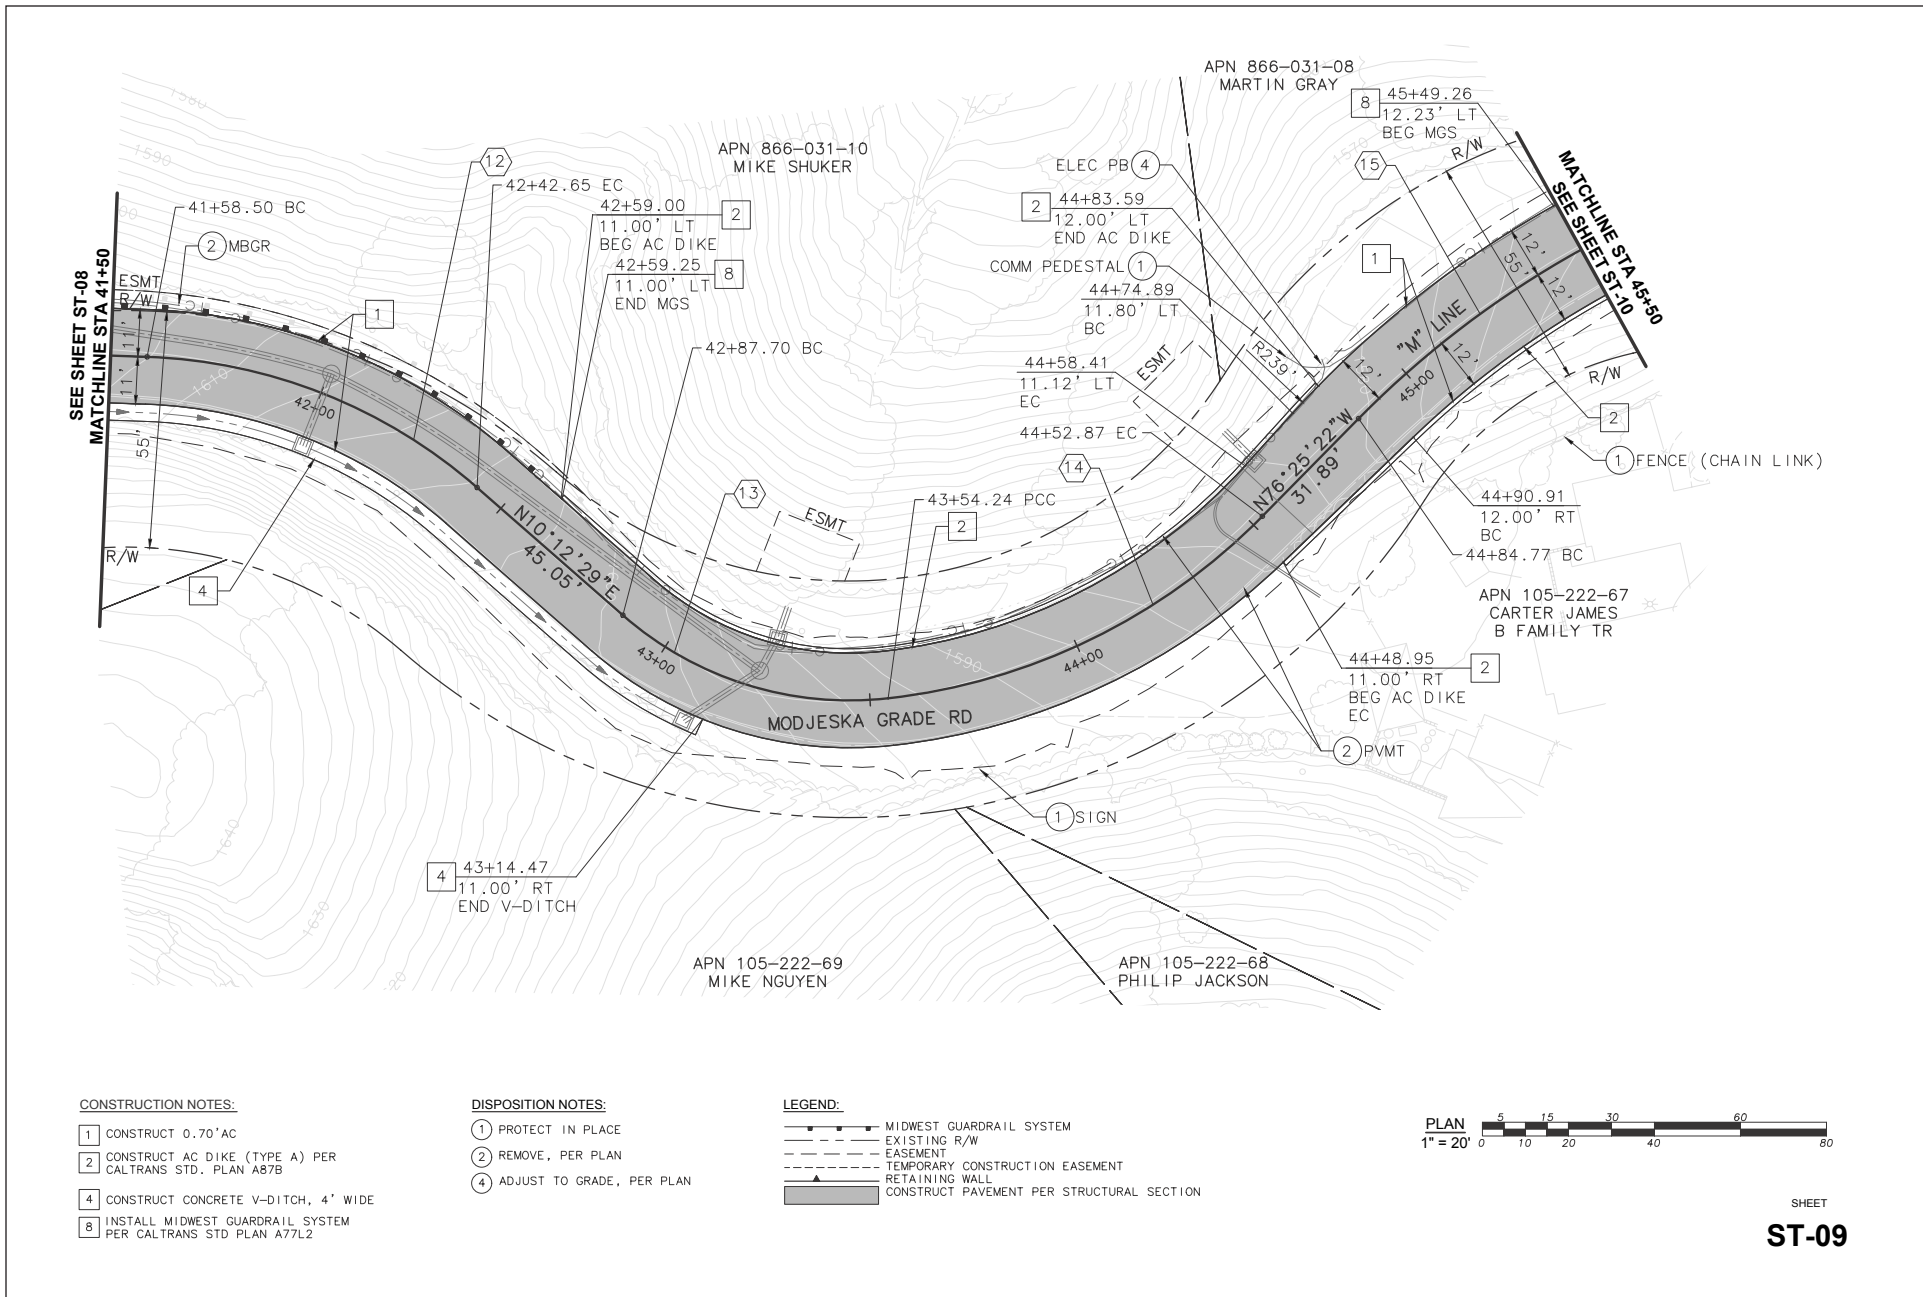 APN 866-031-08
MARTIN GRAY
8
45+49.26
12.23' LT
BEG MGS
APN 866-031-10
MIKE SHUKER
ELEC PB
4
15
R/W
MATCHLINE STA 45+50
SEE SHEET ST-10
1580
1590
1570
12
42+42.65 EC
41+58.50 BC
2
MBGR
42+59.00
11.00' LT
BEG AC DIKE
2
42+59.25
11.00' LT
END MGS
8
2
44+83.59
12.00' LT
END AC DIKE
COMM PEDESTAL
1
44+74.89
11.80' LT
BC
1
12'
55'
12'
SEE SHEET ST-08
MATCHLINE STA 41+50
ESMT
R/W
1
11'
11'
1610
42+00
42+87.70 BC
44+58.41
11.12' LT
EC
ESMT
R239'
12'
"M" LINE
12'
45+00
R/W
2
44+52.87 EC
14
N76°25'22"W
31.89'
1
FENCE (CHAIN LINK)
55'
R/W
4
N10°12'29"E
45.05'
13
ESMT
43+54.24 PCC
2
44+90.91
12.00' RT
BC
44+84.77 BC
APN 105-222-67
CARTER JAMES
B FAMILY TR
43+00
1590
44+00
44+48.95
11.00' RT
BEG AC DIKE
EC
2
MODJESKA GRADE RD
2
PVMT
1
SIGN
1640
1630
4
43+14.47
11.00' RT
END V-DITCH
APN 105-222-69
MIKE NGUYEN
APN 105-222-68
PHILIP JACKSON
CONSTRUCTION NOTES:
1 CONSTRUCT 0.70'AC
2 CONSTRUCT AC DIKE (TYPE A) PER
CALTRANS STD. PLAN A87B
4 CONSTRUCT CONCRETE V-DITCH, 4' WIDE
8 INSTALL MIDWEST GUARDRAIL SYSTEM
PER CALTRANS STD PLAN A77L2
DISPOSITION NOTES:
1 PROTECT IN PLACE
2 REMOVE, PER PLAN
4 ADJUST TO GRADE, PER PLAN
LEGEND:
MIDWEST GUARDRAIL SYSTEM
EXISTING R/W
EASEMENT
TEMPORARY CONSTRUCTION EASEMENT
RETAINING WALL
CONSTRUCT PAVEMENT PER STRUCTURAL SECTION
PLAN
1" = 20'
5 15 30 60
0 10 20 40 80
SHEET
ST-09